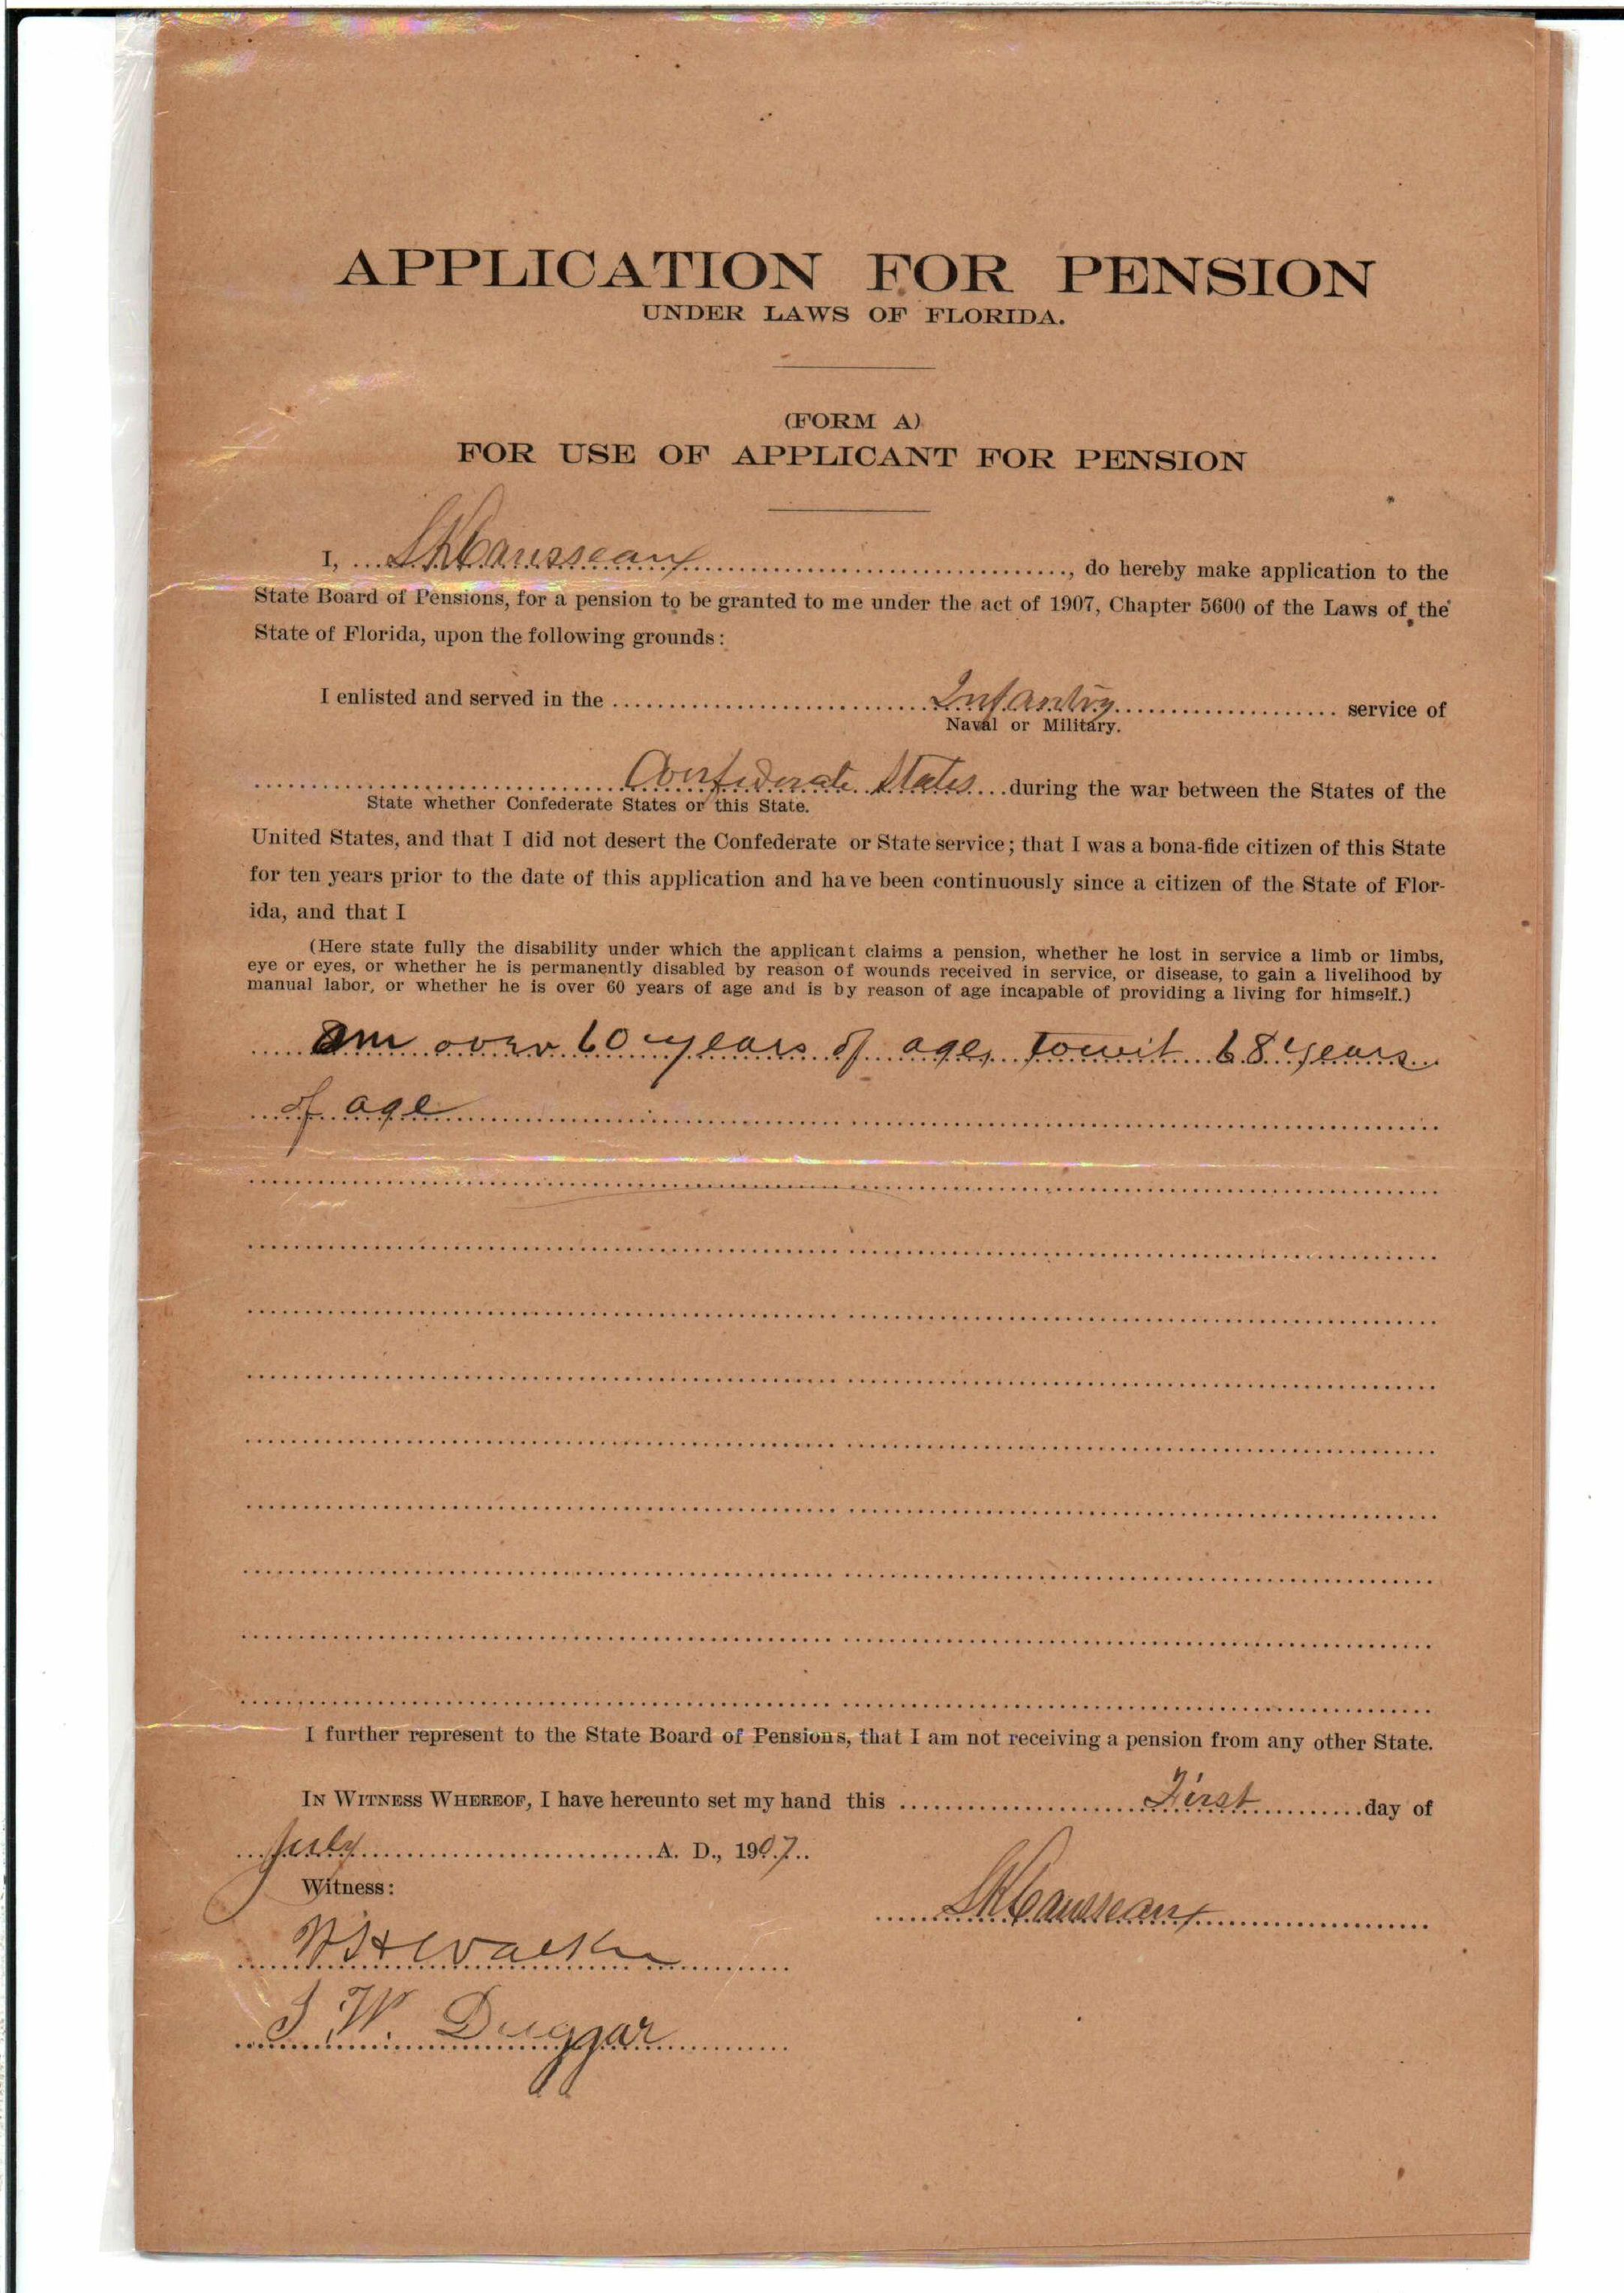 APPLICATION FOR PENSION
UNDER LAWS OF FLORIDA.
(FORM A)
FOR USE OF APPLICANT FOR PENSION
I, S K Causseaux, do hereby make application to the
State Board of Pensions, for a pension to be granted to me under the act of 1907, Chapter 5600 of the Laws of the
State of Florida, upon the following grounds:
I enlisted and served in the Infantry service of
Naval or Military.
Confederate States during the war between the States of the
State whether Confederate States or this State.
United States, and that I did not desert the Confederate or State service; that I was a bona-fide citizen of this State
for ten years prior to the date of this application and have been continuously since a citizen of the State of Flor-
ida, and that I
(Here state fully the disability under which the applicant claims a pension, whether he lost in service a limb or limbs,
eye or eyes, or whether he is permanently disabled by reason of wounds received in service, or disease, to gain a livelihood by
manual labor, or whether he is over 60 years of age and is by reason of age incapable of providing a living for himself.)
am over 60 years of age, towit 68 years
of age
I further represent to the State Board of Pensions, that I am not receiving a pension from any other State.
IN WITNESS WHEREOF, I have hereunto set my hand this First day of
July A. D., 1907.
Witness:
S K Causseaux
Walker
J W Duggar